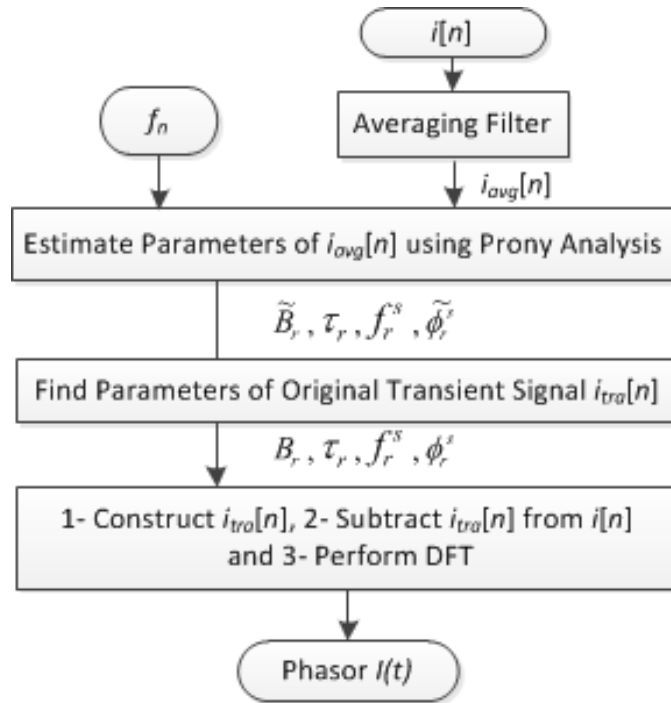 i[n]
f_n
Averaging Filter
i_avg[n]
Estimate Parameters of i_avg[n] using Prony Analysis
B̃_r , τ_r , f_r^s , φ̃_r^s
Find Parameters of Original Transient Signal i_tra[n]
B_r , τ_r , f_r^s , φ_r^s
1- Construct i_tra[n], 2- Subtract i_tra[n] from i[n]
and 3- Perform DFT
Phasor I(t)